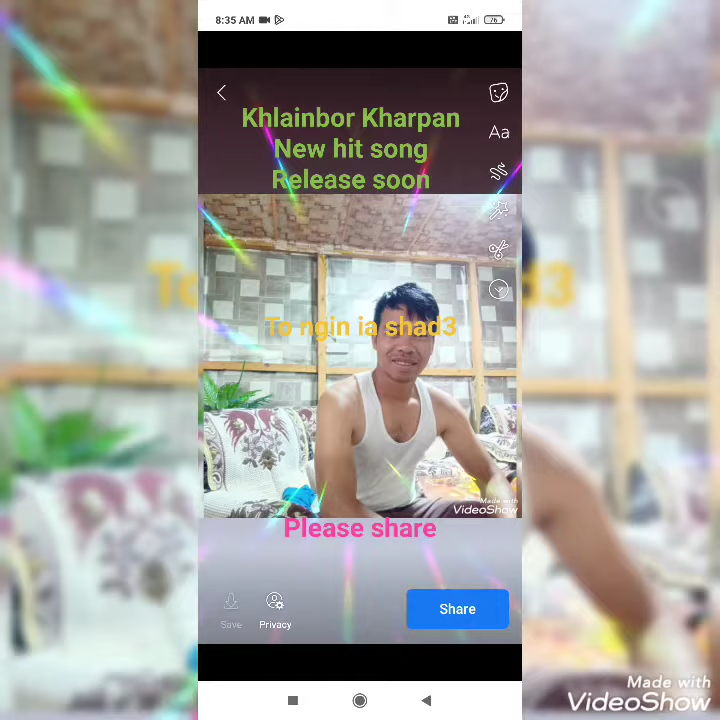 8:35 AM
76
Khlainbor Kharpan
Aa
New hit song
Release soon
To ngin ia shad3
Made with
VideoShow
Please share
Save
Privacy
Share
Made with
VideoShow